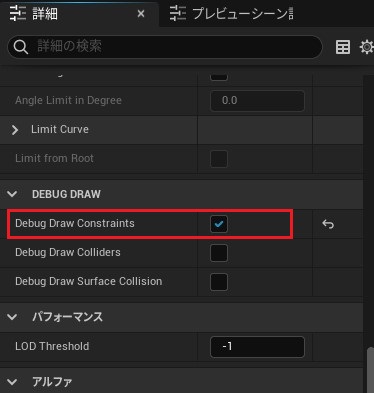 詳細 × プレビューシーン
詳細の検索
Angle Limit in Degree 0.0
Limit Curve
Limit from Root
DEBUG DRAW
Debug Draw Constraints
Debug Draw Colliders
Debug Draw Surface Collision
パフォーマンス
LOD Threshold -1
アルファ